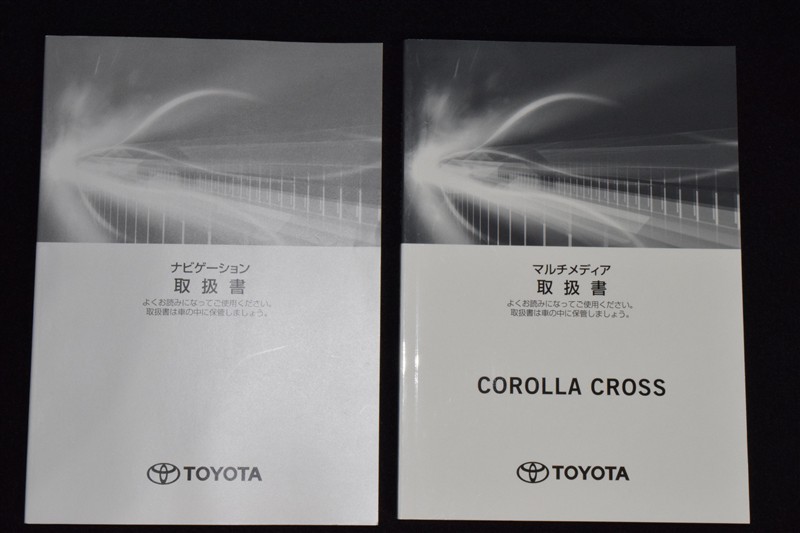 ナビゲーション
取扱書
よくお読みになってご使用ください。
取扱書は車の中に保管しましょう。
TOYOTA
マルチメディア
取扱書
よくお読みになってご使用ください。
取扱書は車の中に保管しましょう。
COROLLA CROSS
TOYOTA